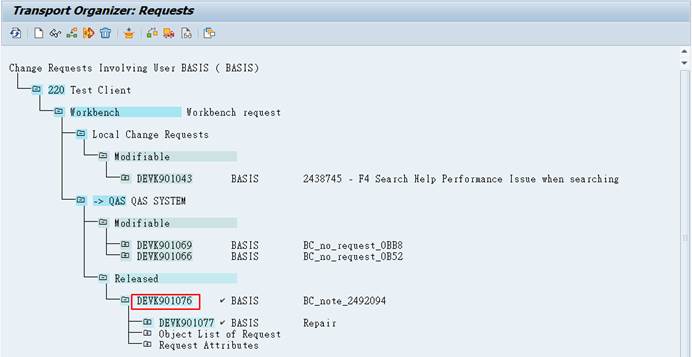 Transport Organizer: Requests
Change Requests Involving User BASIS ( BASIS)
220 Test Client
Workbench Workbench request
Local Change Requests
Modifiable
DEVK901043 BASIS 2438745 - F4 Search Help Performance Issue when searching
-> QAS QAS SYSTEM
Modifiable
DEVK901069 BASIS BC_no_request_OBB8
DEVK901066 BASIS BC_no_request_OB52
Released
DEVK901076 ✔ BASIS BC_note_2492094
DEVK901077 ✔ BASIS Repair
Object List of Request
Request Attributes